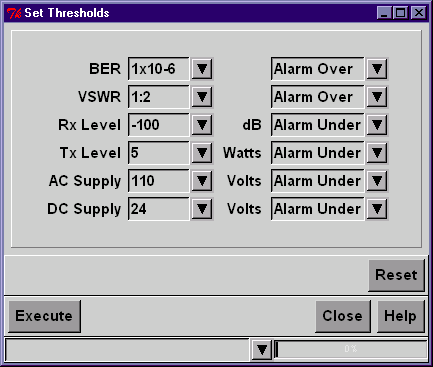 Set Thresholds
BER 1x10-6 Alarm Over
VSWR 1:2 Alarm Over
Rx Level -100 dB Alarm Under
Tx Level 5 Watts Alarm Under
AC Supply 110 Volts Alarm Under
DC Supply 24 Volts Alarm Under
Reset
Execute Close Help
0%